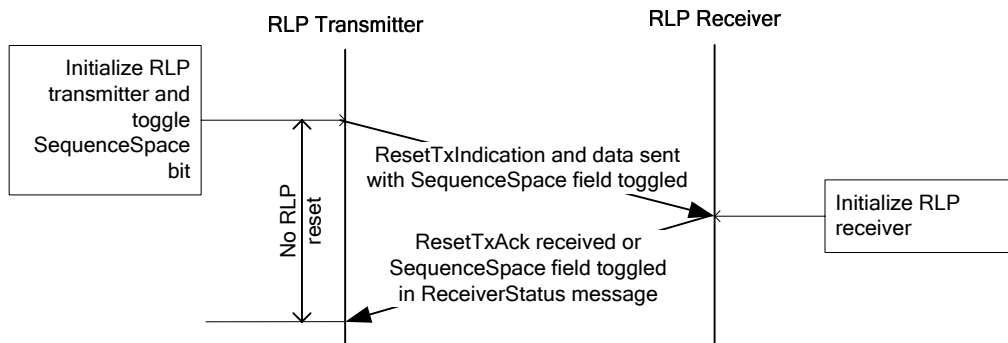 RLP Transmitter
RLP Receiver
Initialize RLP
transmitter and
toggle
SequenceSpace
bit
ResetTxIndication and data sent
with SequenceSpace field toggled
No RLP
reset
Initialize RLP
receiver
ResetTxAck received or
SequenceSpace field toggled
in ReceiverStatus message